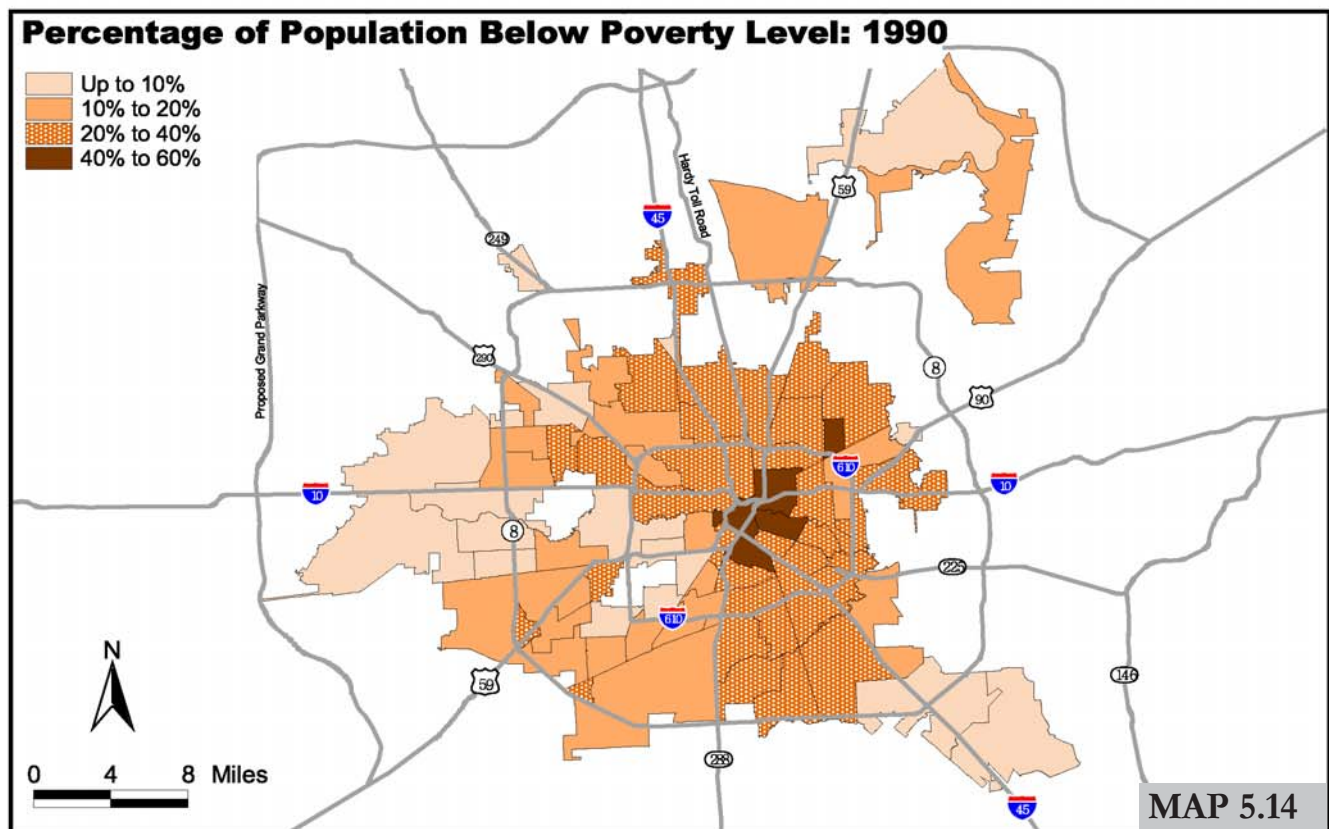 Percentage of Population Below Poverty Level: 1990
Up to 10%
10% to 20%
20% to 40%
40% to 60%
Hardy Toll Road
59
45
249
Proposed Grand Parkway
290
8
90
610
10
10
8
225
610
N
59
146
288
0 4 8 Miles
45
MAP 5.14